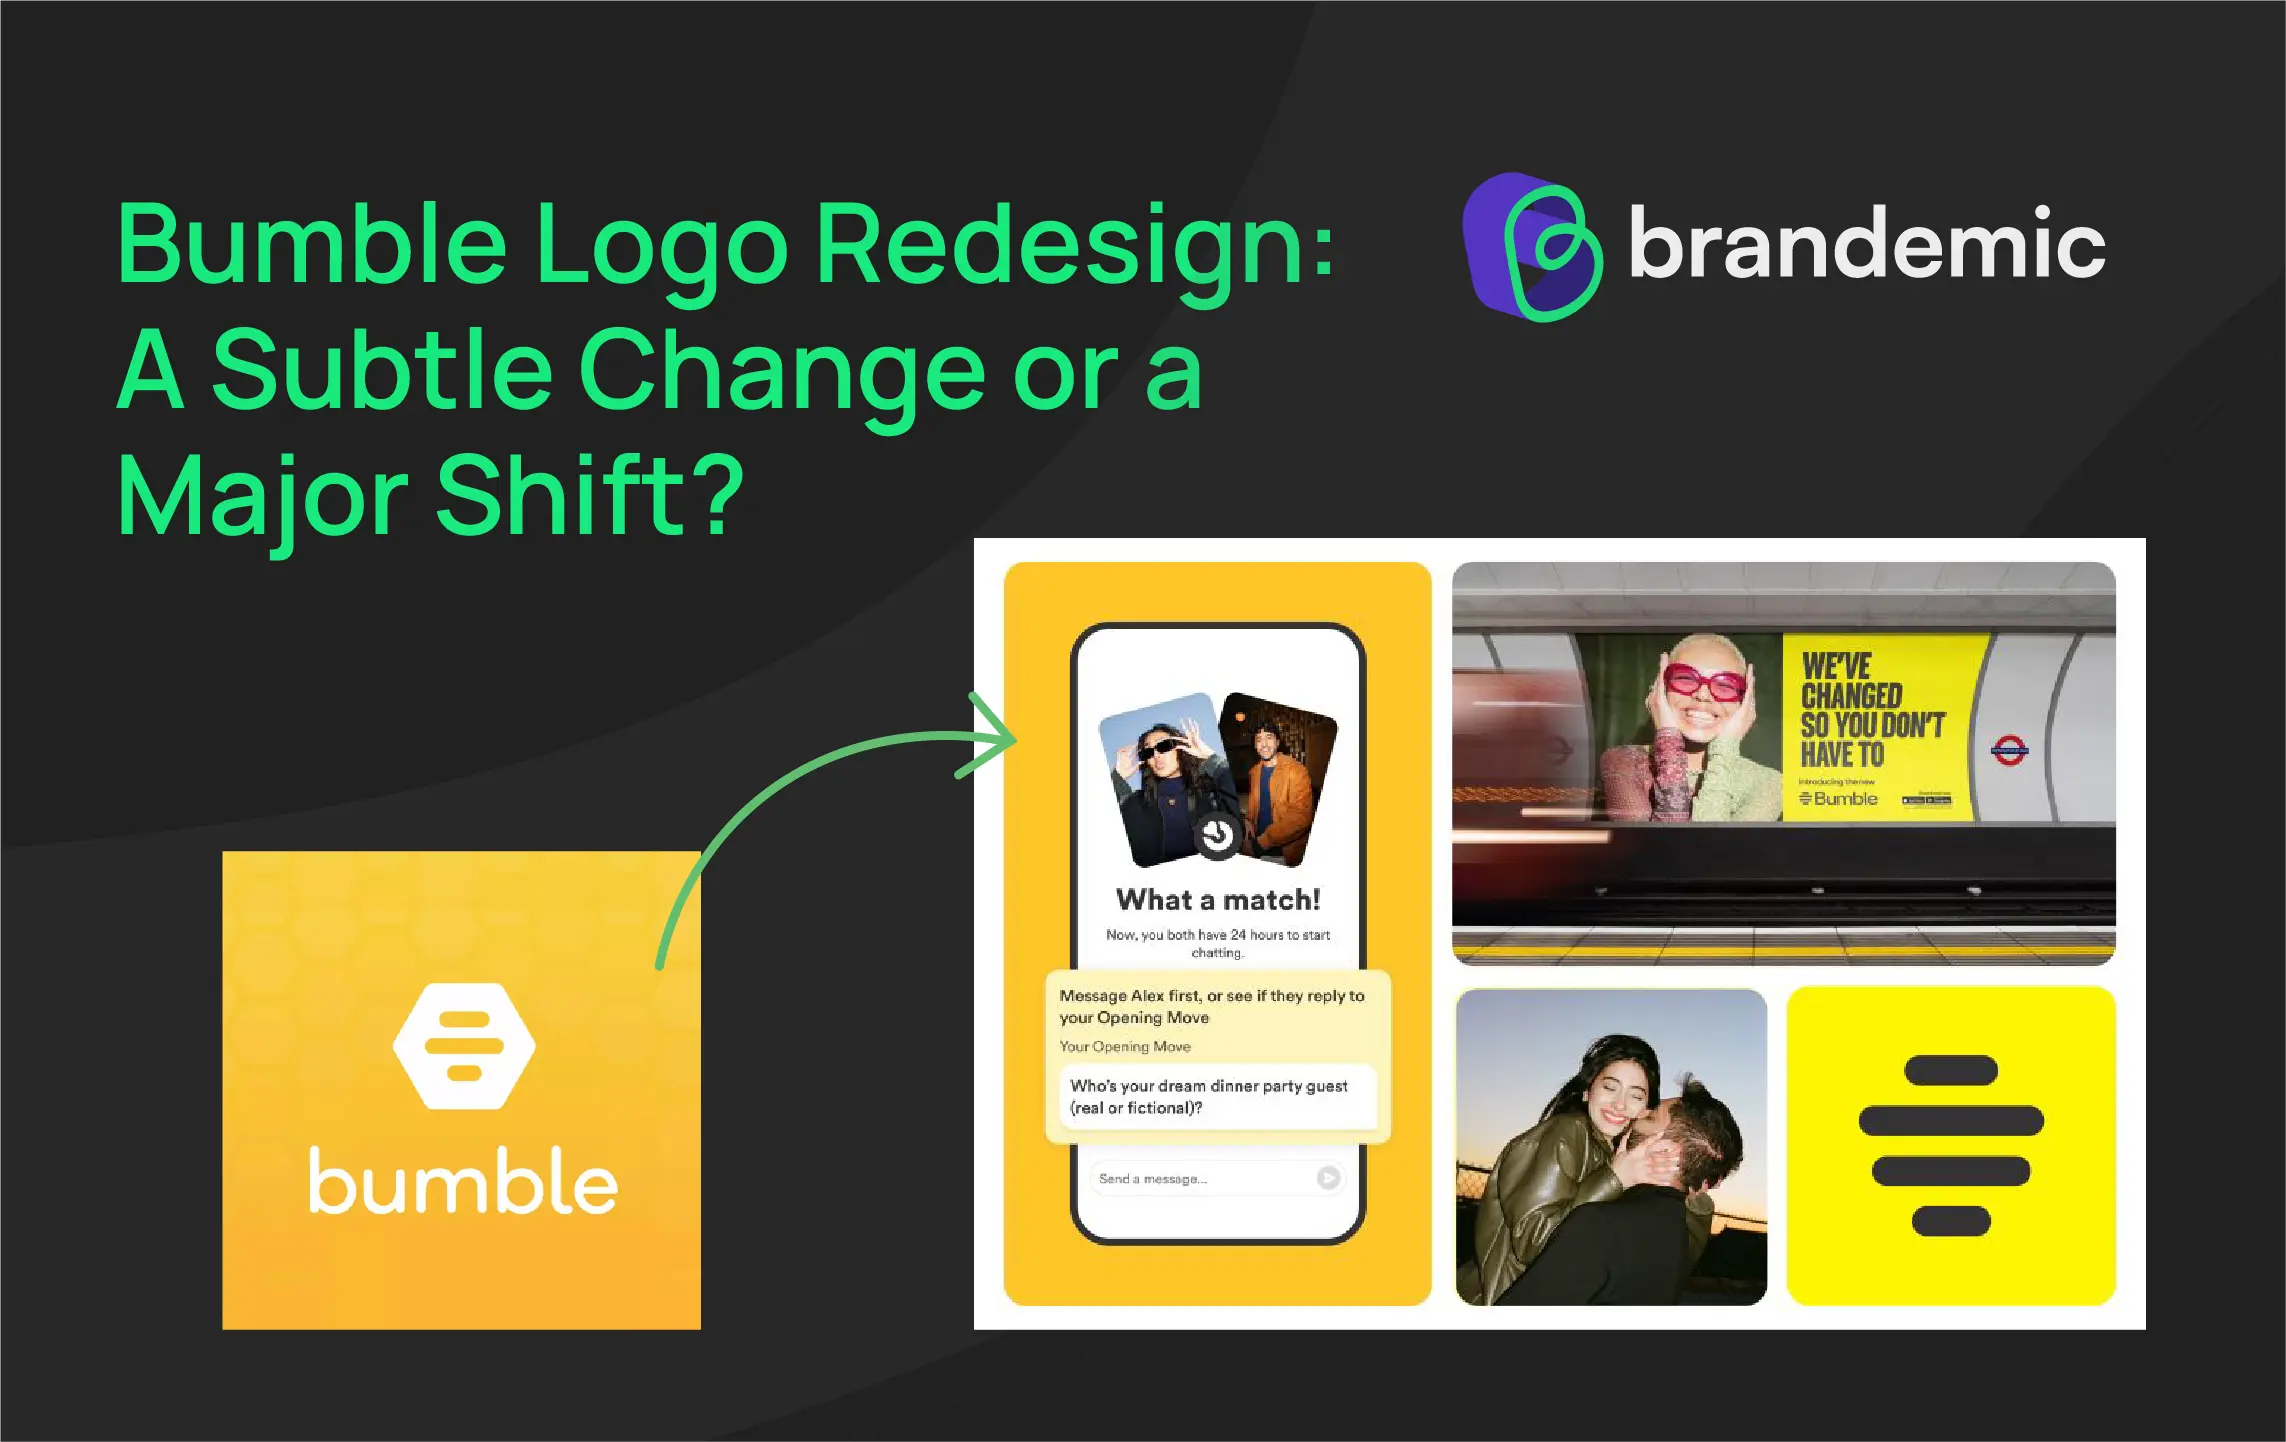 Bumble Logo Redesign:
A Subtle Change or a
Major Shift?
brandemic
bumble
What a match!
Now, you both have 24 hours to start
chatting.
Message Alex first, or see if they reply to
your Opening Move
Your Opening Move
Who's your dream dinner party guest
(real or fictional)?
Send a message...
WE'VE
CHANGED
SO YOU DON'T
HAVE TO
Introducing the new
Bumble